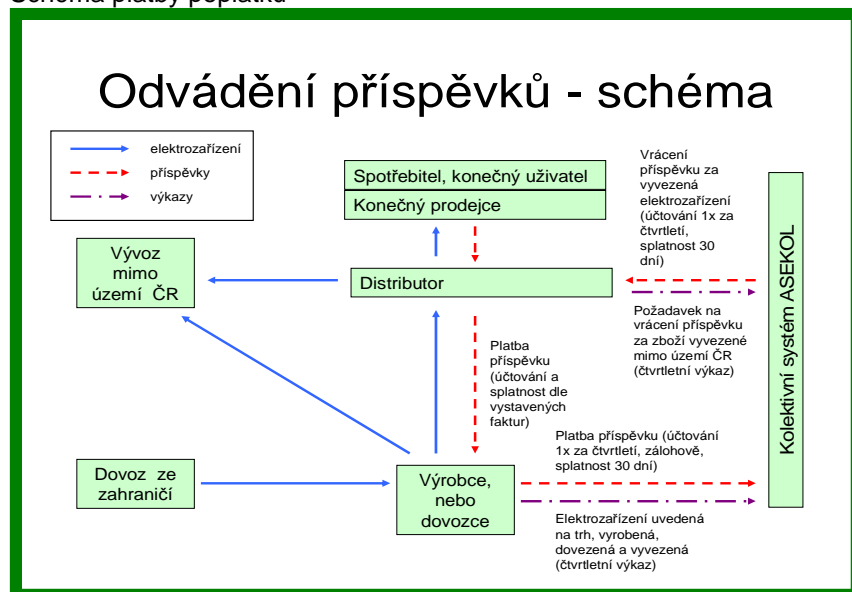 Schéma platby poplatků
Odvádění příspěvků - schéma
elektrozařízení
příspěvky
výkazy
Spotřebitel, konečný uživatel
Konečný prodejce
Vrácení
příspěvku za
vyvezená
elektrozařízení
(účtování 1x za
čtvrtletí,
splatnost 30
dní)
Vývoz
mimo
území ČR
Distributor
Požadavek na
vrácení příspěvku
za zboží vyvezené
mimo území ČR
(čtvrtletní výkaz)
Kolektivní systém ASEKOL
Platba
příspěvku
(účtování a
splatnost dle
vystavených
faktur)
Platba příspěvku (účtování
1x za čtvrtletí, zálohově,
splatnost 30 dní)
Dovoz ze
zahraničí
Výrobce,
nebo
dovozce
Elektrozařízení uvedená
na trh, vyrobená,
dovezená a vyvezená
(čtvrtletní výkaz)